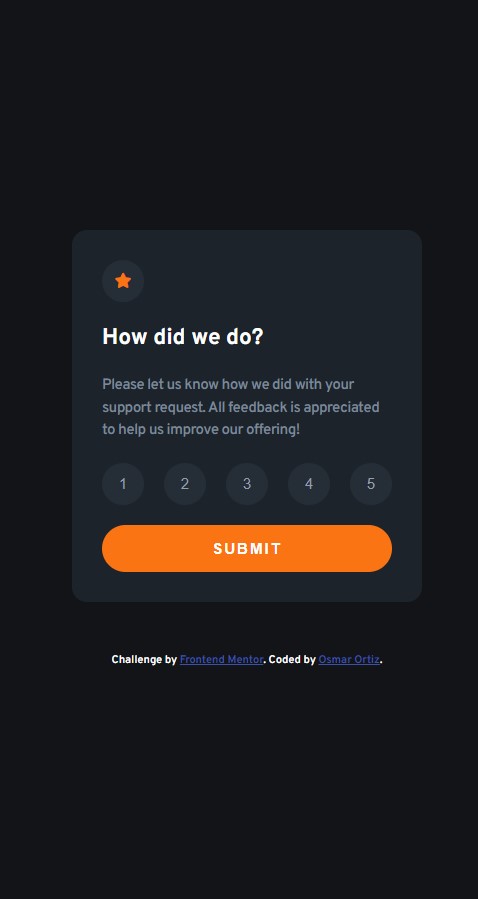 How did we do?
Please let us know how we did with your
support request. All feedback is appreciated
to help us improve our offering!
1 2 3 4 5
SUBMIT
Challenge by Frontend Mentor. Coded by Osmar Ortiz.